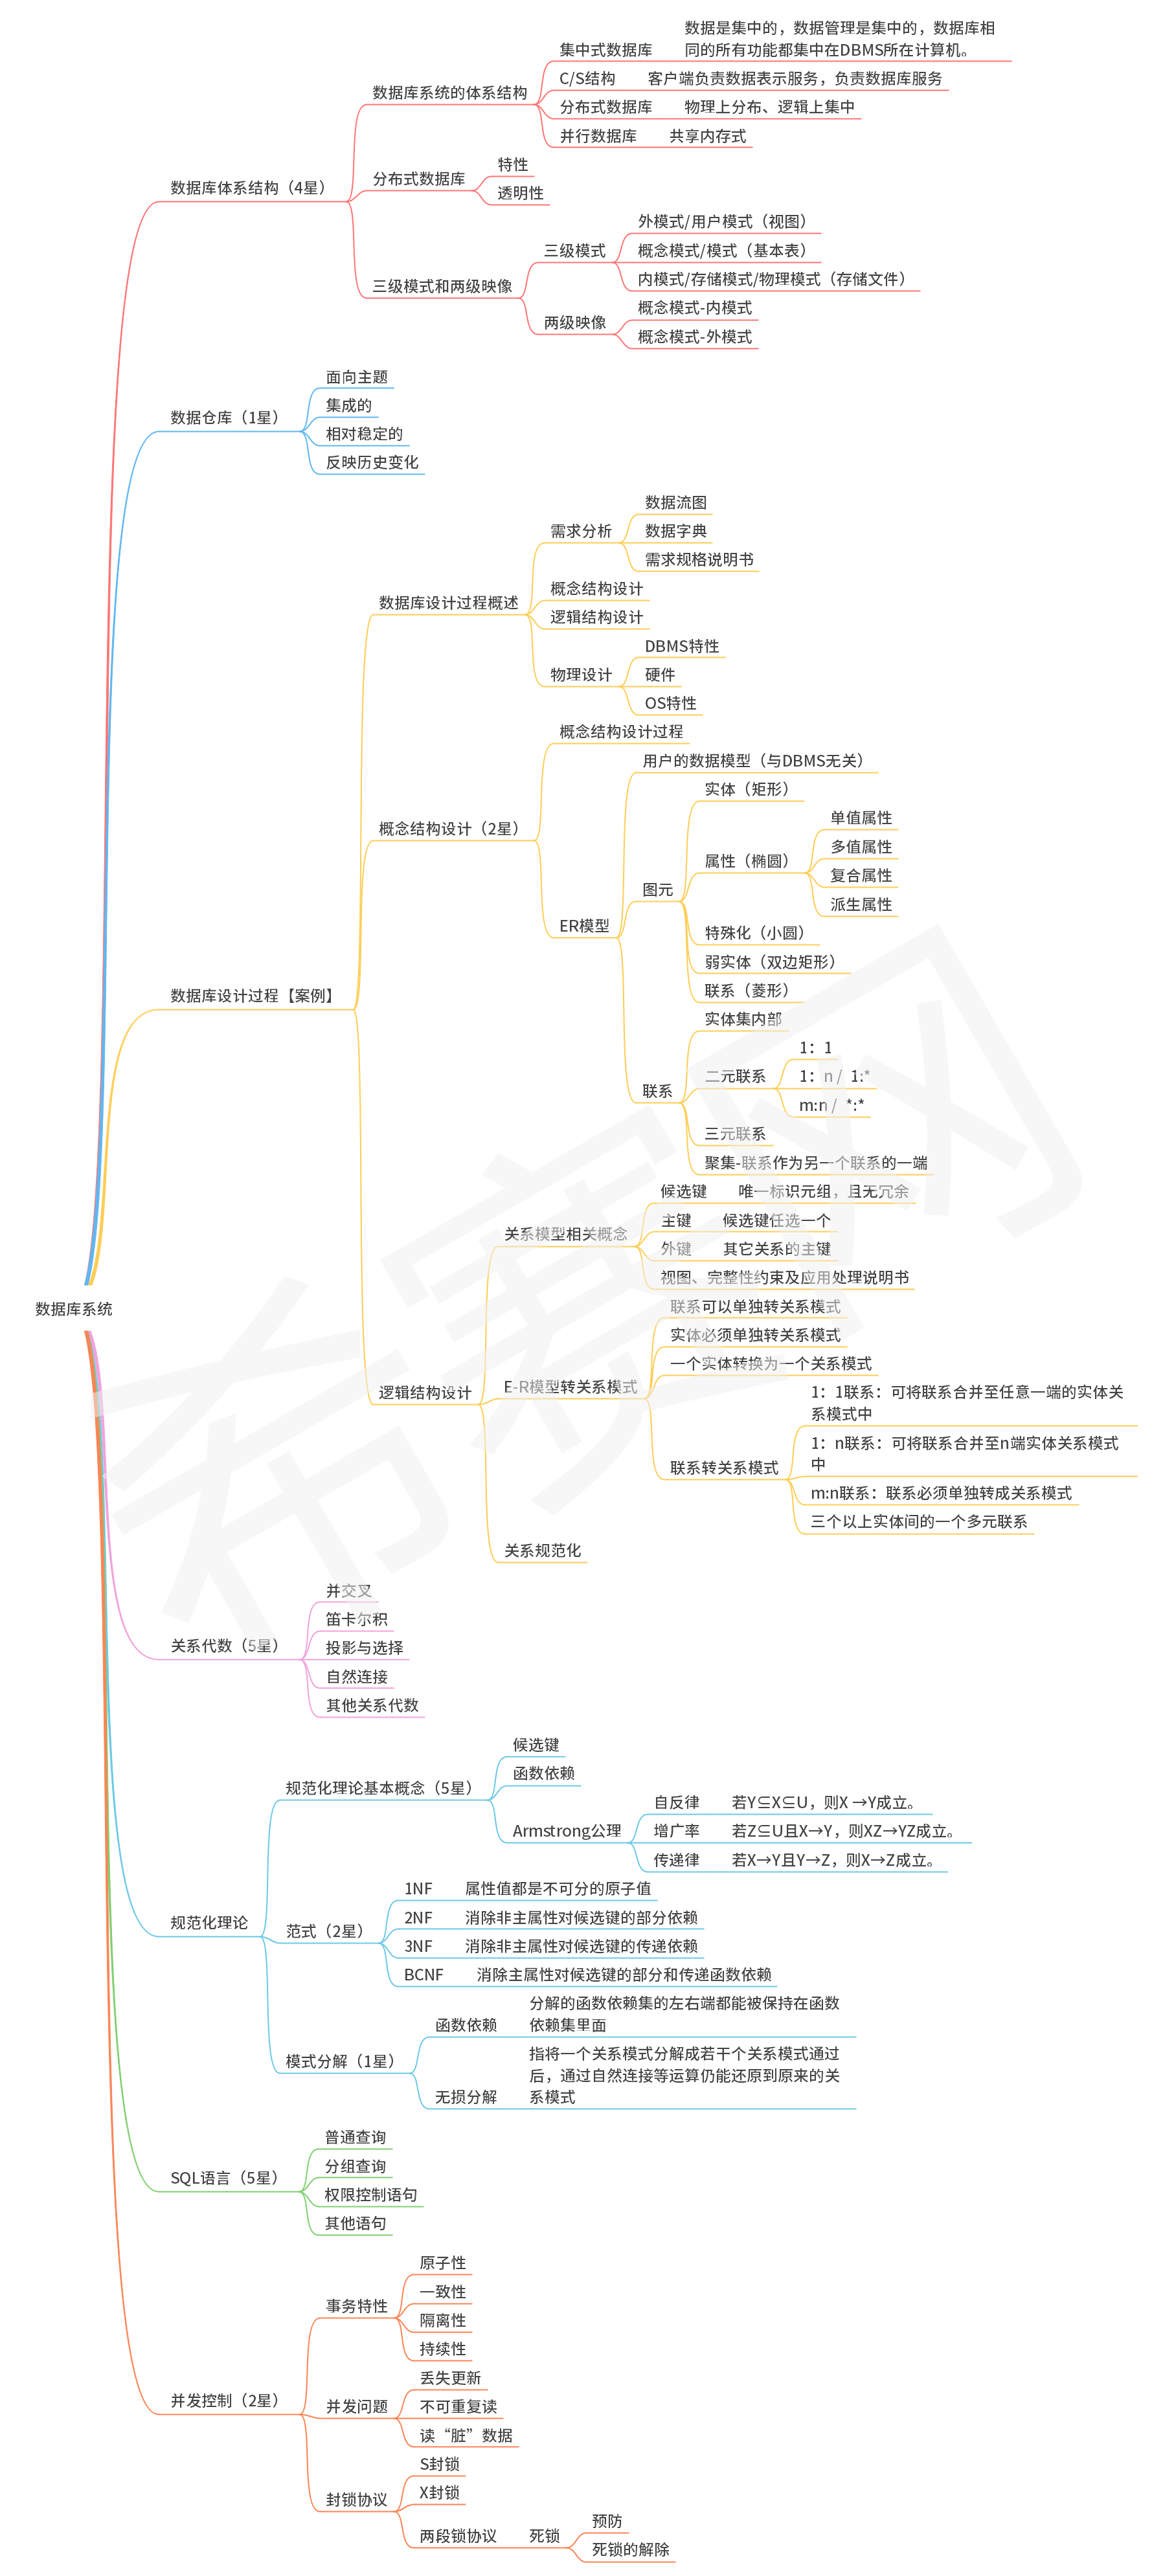 数据库系统
数据库体系结构（4星）
数据库系统的体系结构
集中式数据库
数据是集中的，数据管理是集中的，数据库相
同的所有功能都集中在DBMS所在计算机。
C/S结构
客户端负责数据表示服务，负责数据库服务
分布式数据库
物理上分布、逻辑上集中
并行数据库
共享内存式
分布式数据库
特性
透明性
三级模式和两级映像
三级模式
外模式/用户模式（视图）
概念模式/模式（基本表）
内模式/存储模式/物理模式（存储文件）
两级映像
概念模式-内模式
概念模式-外模式
数据仓库（1星）
面向主题
集成的
相对稳定的
反映历史变化
数据库设计过程【案例】
数据库设计过程概述
需求分析
数据流图
数据字典
需求规格说明书
概念结构设计
逻辑结构设计
物理设计
DBMS特性
硬件
OS特性
概念结构设计（2星）
概念结构设计过程
ER模型
用户的数据模型（与DBMS无关）
图元
实体（矩形）
属性（椭圆）
单值属性
多值属性
复合属性
派生属性
特殊化（小圆）
弱实体（双边矩形）
联系（菱形）
联系
实体集内部
二元联系
1：1
1：n / 1:*
m:n / *:*
三元联系
聚集-联系作为另一个联系的一端
逻辑结构设计
关系模型相关概念
候选键
唯一标识元组，且无冗余
主键
候选键任选一个
外键
其它关系的主键
视图、完整性约束及应用处理说明书
E-R模型转关系模式
联系可以单独转关系模式
实体必须单独转关系模式
一个实体转换为一个关系模式
联系转关系模式
1：1联系：可将联系合并至任意一端的实体关
系模式中
1：n联系：可将联系合并至n端实体关系模式
中
m:n联系：联系必须单独转成关系模式
三个以上实体间的一个多元联系
关系规范化
关系代数（5星）
并交叉
笛卡尔积
投影与选择
自然连接
其他关系代数
规范化理论
规范化理论基本概念（5星）
候选键
函数依赖
Armstrong公理
自反律
若Y⊆X⊆U，则X →Y成立。
增广率
若Z⊆U且X→Y，则XZ→YZ成立。
传递律
若X→Y且Y→Z，则X→Z成立。
范式（2星）
1NF
属性值都是不可分的原子值
2NF
消除非主属性对候选键的部分依赖
3NF
消除非主属性对候选键的传递依赖
BCNF
消除主属性对候选键的部分和传递函数依赖
模式分解（1星）
函数依赖
分解的函数依赖集的左右端都能被保持在函数
依赖集里面
无损分解
指将一个关系模式分解成若干个关系模式通过
后，通过自然连接等运算仍能还原到原来的关
系模式
SQL语言（5星）
普通查询
分组查询
权限控制语句
其他语句
并发控制（2星）
事务特性
原子性
一致性
隔离性
持续性
并发问题
丢失更新
不可重复读
读“脏”数据
封锁协议
S封锁
X封锁
两段锁协议
死锁
预防
死锁的解除
布赛网